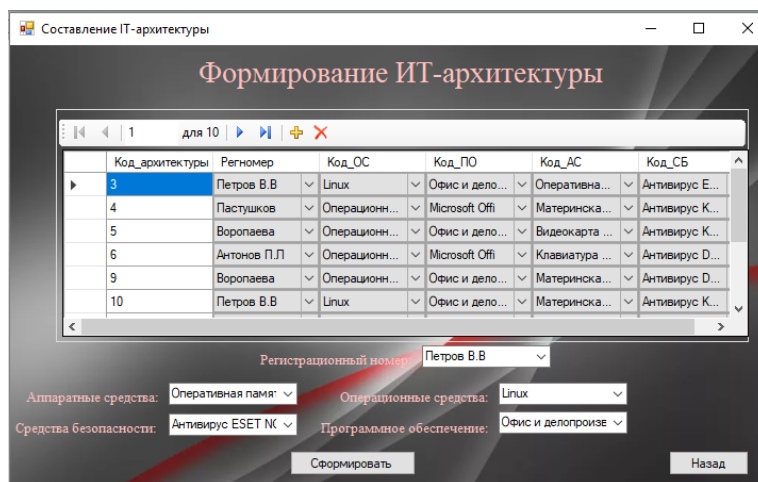 Составление IT-архитектуры
Формирование ИТ-архитектуры
1 для 10
Код_архитектуры Регномер Код_ОС Код_ПО Код_АС Код_СБ
3 Петров В.В Linux Офис и дело... Оперативна... Антивирус E...
4 Пастушков Операционн... Microsoft Offi Материнска... Антивирус K...
5 Воропаева Операционн... Офис и дело... Видеокарта ... Антивирус K...
6 Антонов П.П Операционн... Microsoft Offi Клавиатура ... Антивирус D...
9 Воропаева Операционн... Офис и дело... Материнска... Антивирус D...
10 Петров В.В Linux Офис и дело... Материнска... Антивирус K...
Регистрационный номер Петров В.В
Аппаратные средства: Оперативная памят Операционные средства: Linux
Средства безопасности: Антивирус ESET NO Программное обеспечение: Офис и делопроизв
Сформировать Назад